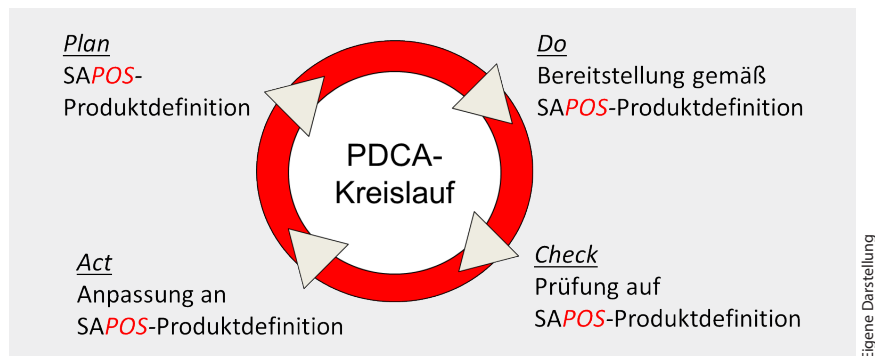 Plan
SAPOS-
Produktdefinition
Do
Bereitstellung gemäß
SAPOS-Produktdefinition
PDCA-
Kreislauf
Act
Anpassung an
SAPOS-Produktdefinition
Check
Prüfung auf
SAPOS-Produktdefinition
Eigene Darstellung